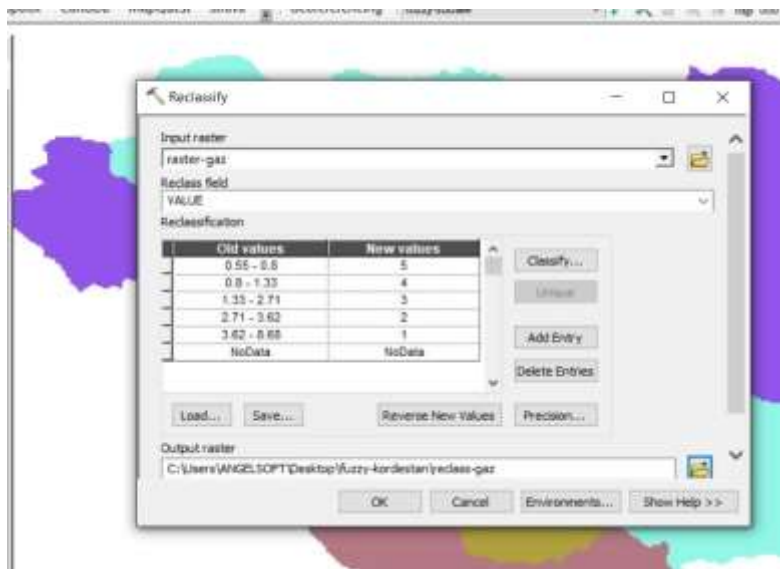 Georeferencing
Reclassify
Input raster
raster-gaz
Reclass field
VALUE
Reclassification
Old values New values
0.55 - 0.8 5
0.8 - 1.33 4
1.33 - 2.71 3
2.71 - 3.62 2
3.62 - 8.68 1
NoData NoData
Classify...
Unique
Add Entry
Delete Entries
Load... Save... Reverse New Values Precision...
Output raster
C:\Users\ANGELSOFT\Desktop\fuzzy-kordestan\reclass-gaz
OK Cancel Environments... Show Help >>